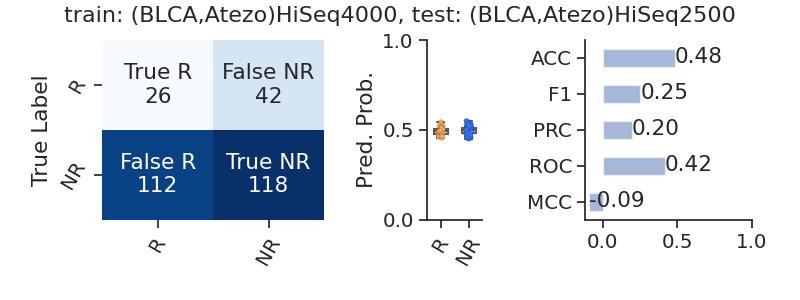 train: (BLCA,Atezo)HiSeq4000, test: (BLCA,Atezo)HiSeq2500
True Label
R
NR
True R
26
False NR
42
False R
112
True NR
118
R
NR
Pred. Prob.
1.0
0.5
0.0
R
NR
ACC
0.48
F1
0.25
PRC
0.20
ROC
0.42
MCC
-0.09
0.0
0.5
1.0